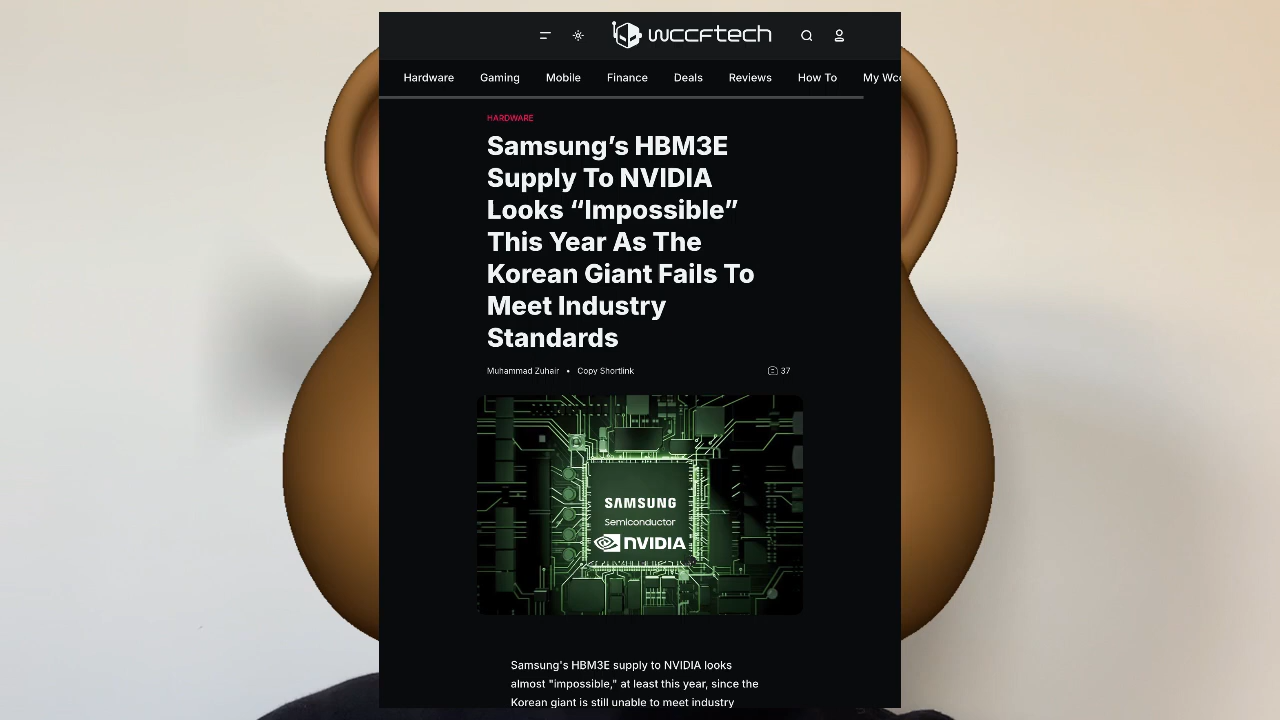 wccftech
Hardware Gaming Mobile Finance Deals Reviews How To My Wcc
HARDWARE
Samsung’s HBM3E
Supply To NVIDIA
Looks “Impossible”
This Year As The
Korean Giant Fails To
Meet Industry
Standards
Muhammad Zuhair • Copy Shortlink 37
SAMSUNG
Semiconductor
NVIDIA
Samsung's HBM3E supply to NVIDIA looks
almost "impossible," at least this year, since the
Korean giant is still unable to meet industry